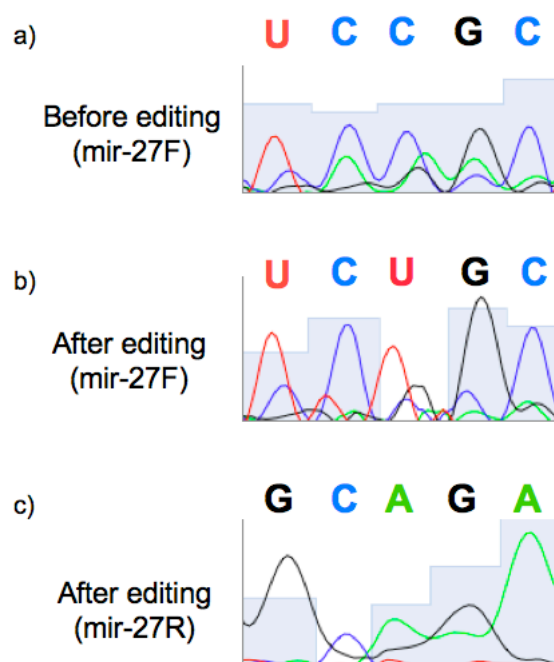 a)
U C C G C
Before editing
(mir-27F)
b)
U C U G C
After editing
(mir-27F)
c)
G C A G A
After editing
(mir-27R)